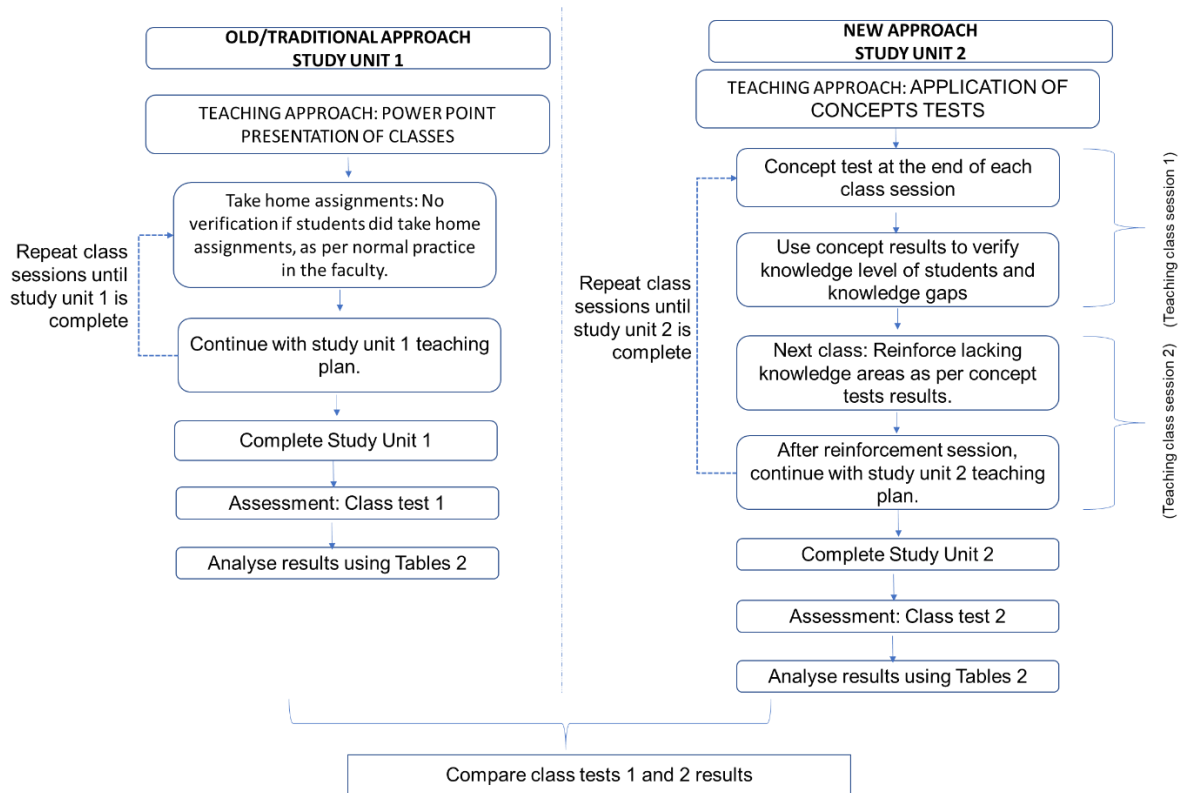 OLD/TRADITIONAL APPROACH
STUDY UNIT 1
TEACHING APPROACH: POWER POINT
PRESENTATION OF CLASSES
Take home assignments: No
verification if students did take home
assignments, as per normal practice
in the faculty.
Repeat class
sessions until
study unit 1 is
complete
Continue with study unit 1 teaching
plan.
Complete Study Unit 1
Assessment: Class test 1
Analyse results using Tables 2
NEW APPROACH
STUDY UNIT 2
TEACHING APPROACH: APPLICATION OF
CONCEPTS TESTS
Concept test at the end of each
class session
Use concept results to verify
knowledge level of students and
knowledge gaps
(Teaching class session 1)
Repeat class
sessions until
study unit 2 is
complete
Next class: Reinforce lacking
knowledge areas as per concept
tests results.
After reinforcement session,
continue with study unit 2 teaching
plan.
(Teaching class session 2)
Complete Study Unit 2
Assessment: Class test 2
Analyse results using Tables 2
Compare class tests 1 and 2 results